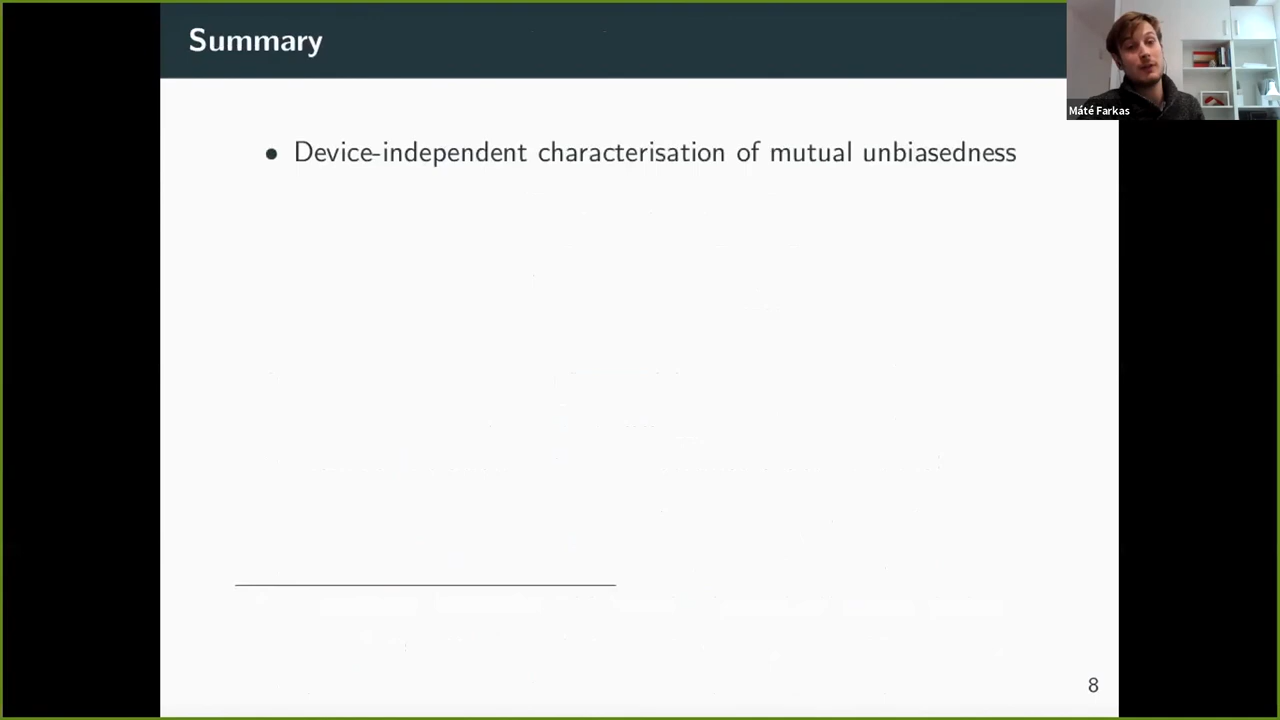 Summary
Máté Farkas
• Device-independent characterisation of mutual unbiasedness
8